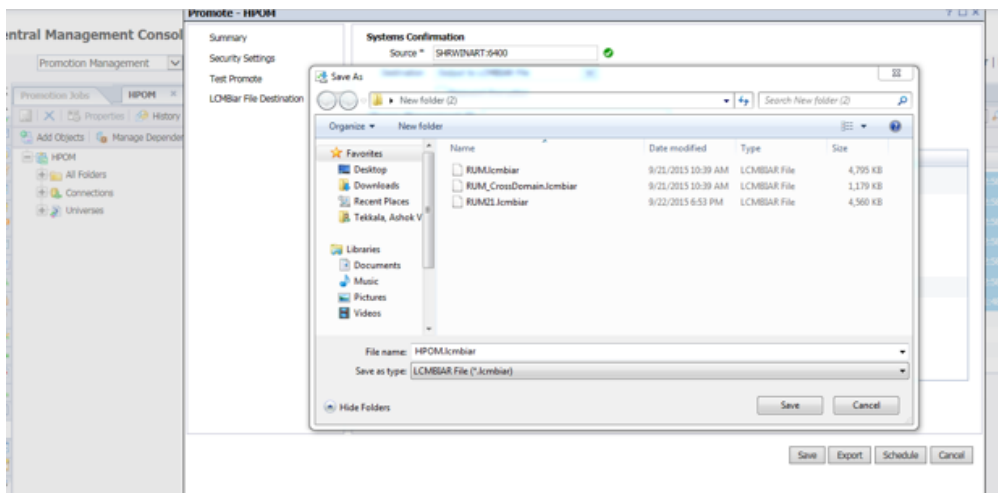 Promote - HPOM
? □ X
entral Management Consol
Promotion Management
Promotion Jobs
HPOM ×
X Properties History
Add Objects Manage Depender
HPOM
All Folders
Connections
Universes
Summary
Security Settings
Test Promote
LCMBiar File Destination
Systems Confirmation
Source * SHRWINART:6400
Save As
New folder (2)
Search New folder (2)
Organize New folder
Favorites
Desktop
Downloads
Recent Places
Tekkala, Ashok V
Libraries
Documents
Music
Pictures
Videos
Name Date modified Type Size
RUM.lcmbiar 9/21/2015 10:39 AM LCMBIAR File 4,795 KB
RUM_CrossDomain.lcmbiar 9/21/2015 10:39 AM LCMBIAR File 1,179 KB
RUM21.lcmbiar 9/22/2015 6:53 PM LCMBIAR File 4,560 KB
File name: HPOM.lcmbiar
Save as type: LCMBIAR File (*.lcmbiar)
Hide Folders
Save Cancel
Save Export Schedule Cancel